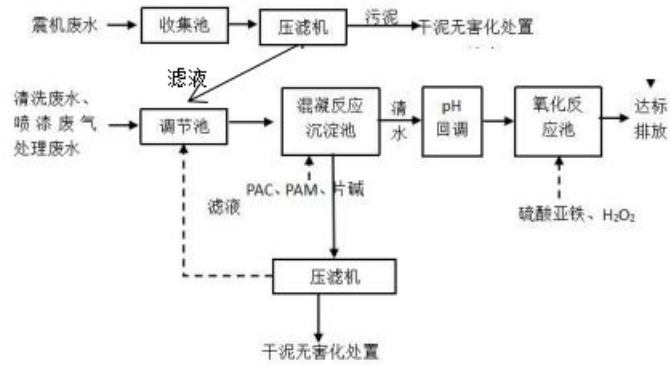 震机废水
收集池
压滤机
污泥
干泥无害化处置
滤液
清洗废水、
喷漆废气
处理废水
调节池
混凝反应
沉淀池
清
水
pH
回调
氧化反
应池
达标
排放
PAC、PAM、片碱
硫酸亚铁、H₂O₂
滤液
压滤机
干泥无害化处置